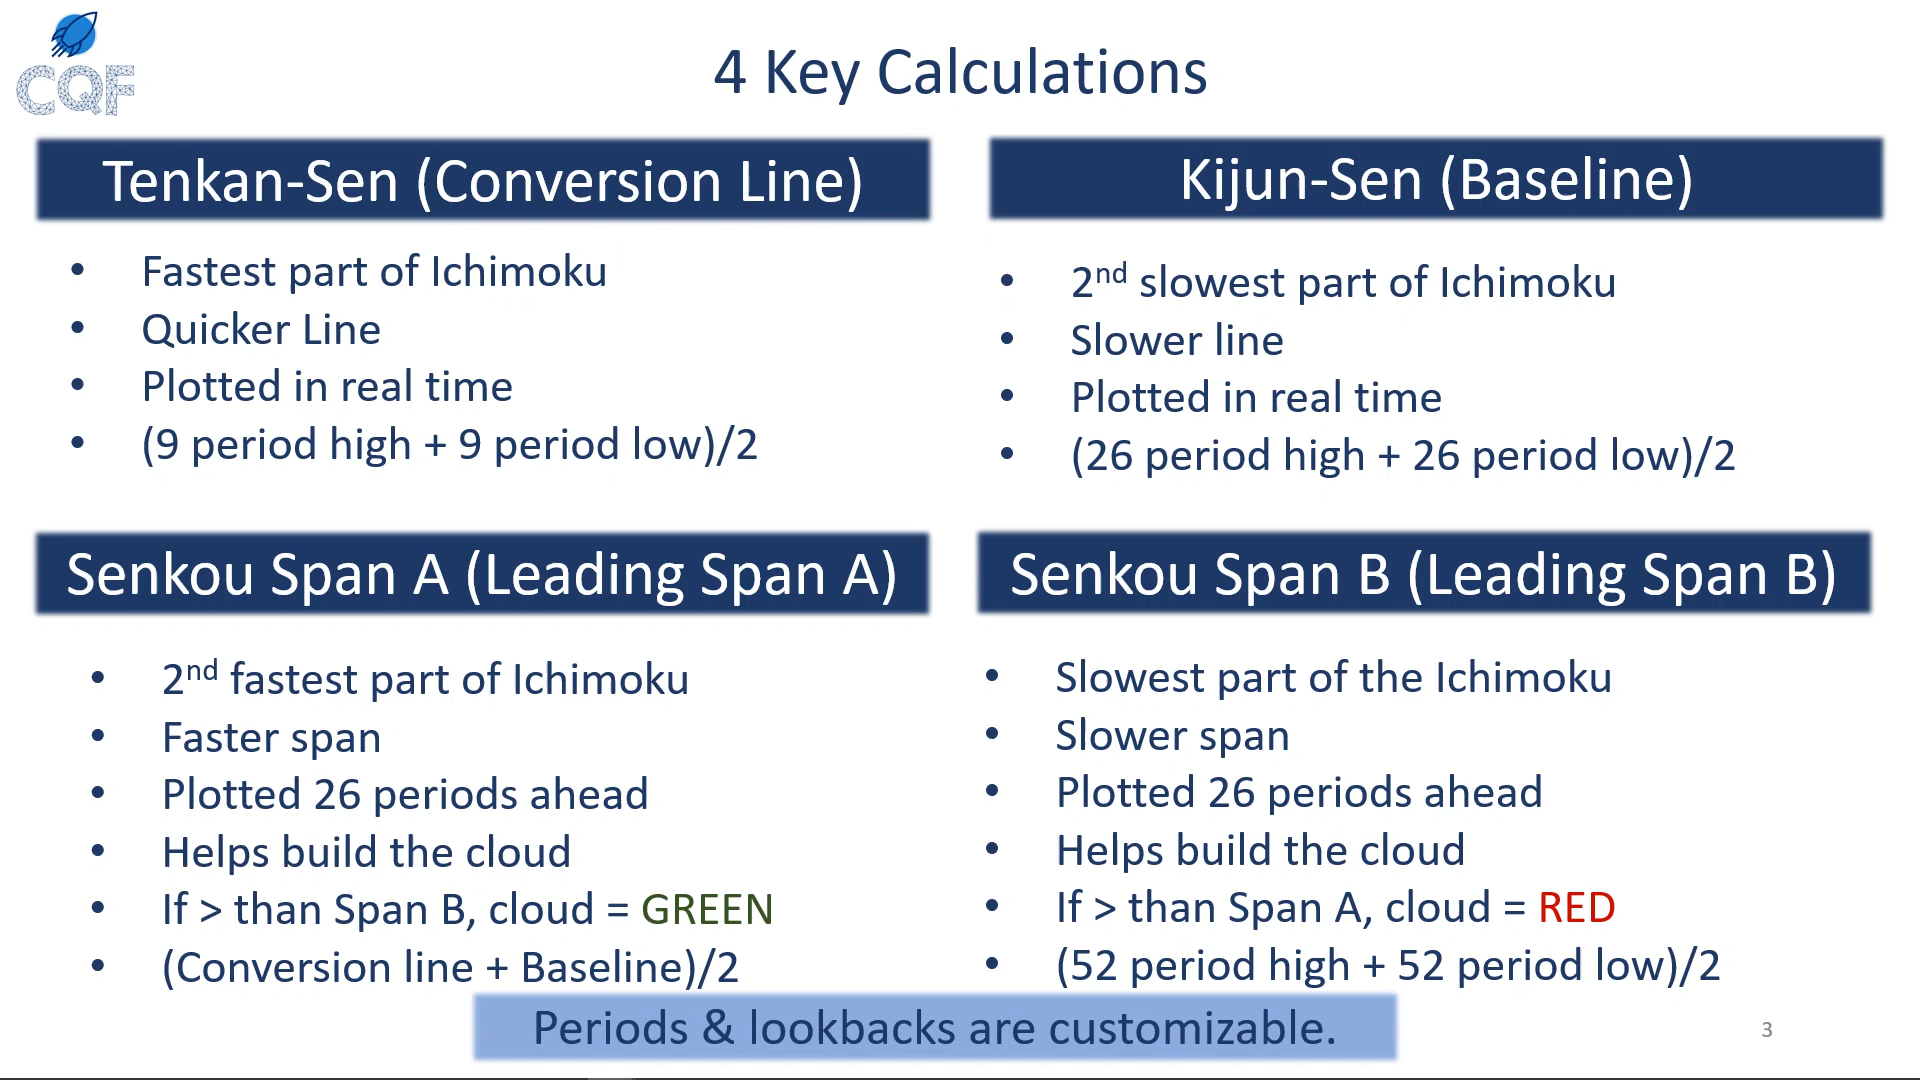 CQF
4 Key Calculations
Tenkan-Sen (Conversion Line)
• Fastest part of Ichimoku
• Quicker Line
• Plotted in real time
• (9 period high + 9 period low)/2
Kijun-Sen (Baseline)
• 2nd slowest part of Ichimoku
• Slower line
• Plotted in real time
• (26 period high + 26 period low)/2
Senkou Span A (Leading Span A)
• 2nd fastest part of Ichimoku
• Faster span
• Plotted 26 periods ahead
• Helps build the cloud
• If > than Span B, cloud = GREEN
• (Conversion line + Baseline)/2
Senkou Span B (Leading Span B)
• Slowest part of the Ichimoku
• Slower span
• Plotted 26 periods ahead
• Helps build the cloud
• If > than Span A, cloud = RED
• (52 period high + 52 period low)/2
Periods & lookbacks are customizable.
3